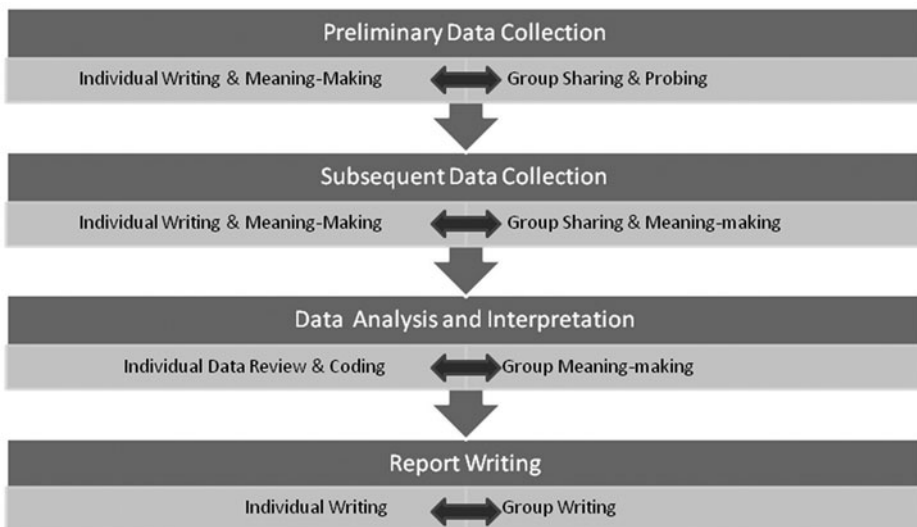 Preliminary Data Collection
Individual Writing & Meaning-Making Group Sharing & Probing
Subsequent Data Collection
Individual Writing & Meaning-Making Group Sharing & Meaning-making
Data Analysis and Interpretation
Individual Data Review & Coding Group Meaning-making
Report Writing
Individual Writing Group Writing